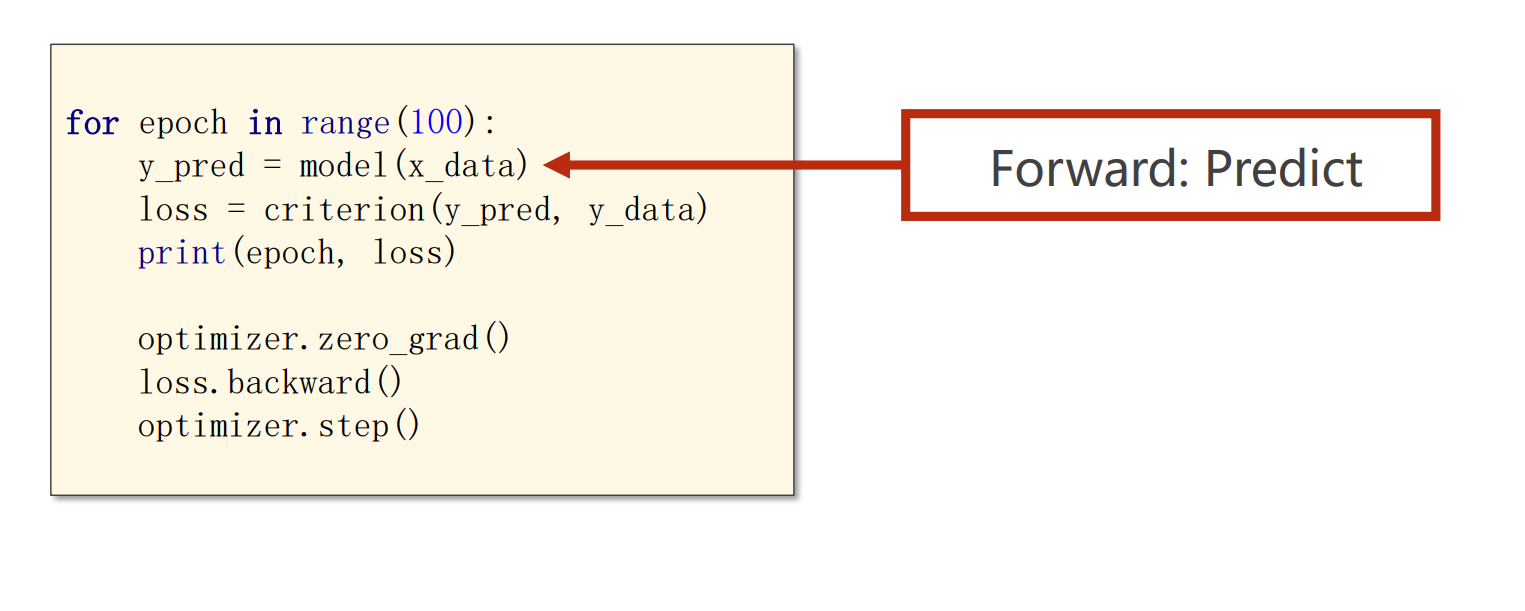 for epoch in range(100):
    y_pred = model(x_data)
    loss = criterion(y_pred, y_data)
    print(epoch, loss)
    optimizer.zero_grad()
    loss.backward()
    optimizer.step()
Forward: Predict